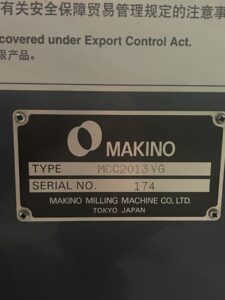 有关安全保障贸易管理规定的注意事
covered under Export Control Act.
限产品。
MAKINO
TYPE MCC2013VG
SERIAL NO. 174
MAKINO MILLING MACHINE CO. LTD.
TOKYO JAPAN